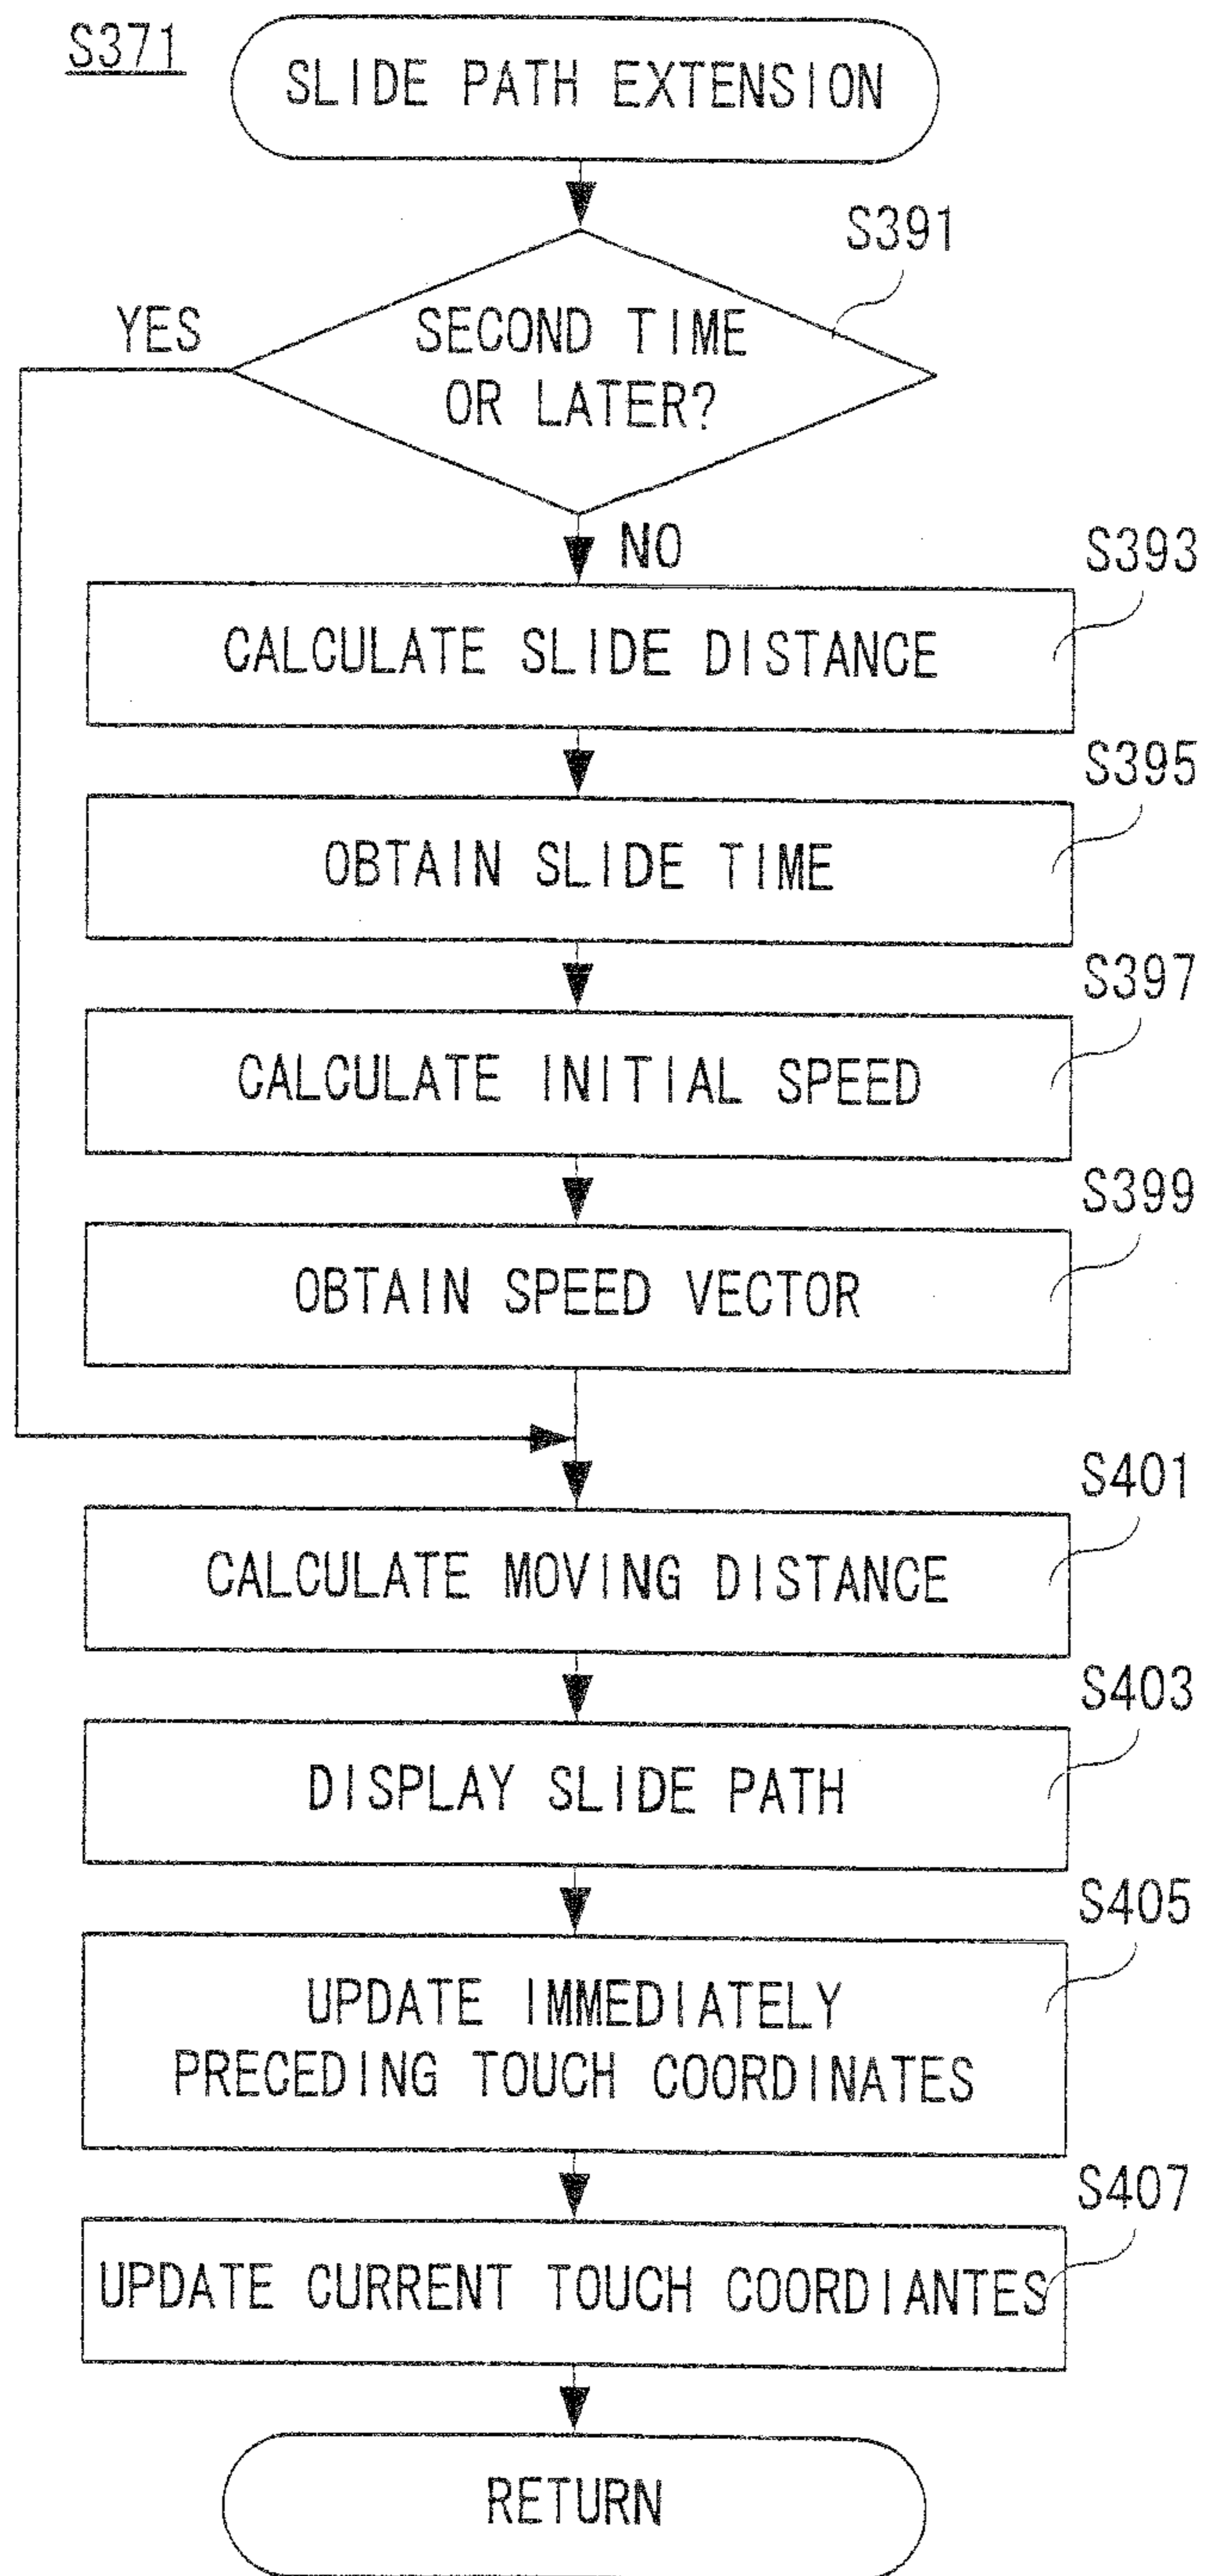 S371
SLIDE PATH EXTENSION
S391
YES
SECOND TIME
OR LATER?
NO
S393
CALCULATE SLIDE DISTANCE
S395
OBTAIN SLIDE TIME
S397
CALCULATE INITIAL SPEED
S399
OBTAIN SPEED VECTOR
S401
CALCULATE MOVING DISTANCE
S403
DISPLAY SLIDE PATH
S405
UPDATE IMMEDIATELY
PRECEDING TOUCH COORDINATES
S407
UPDATE CURRENT TOUCH COORDIANTES
RETURN